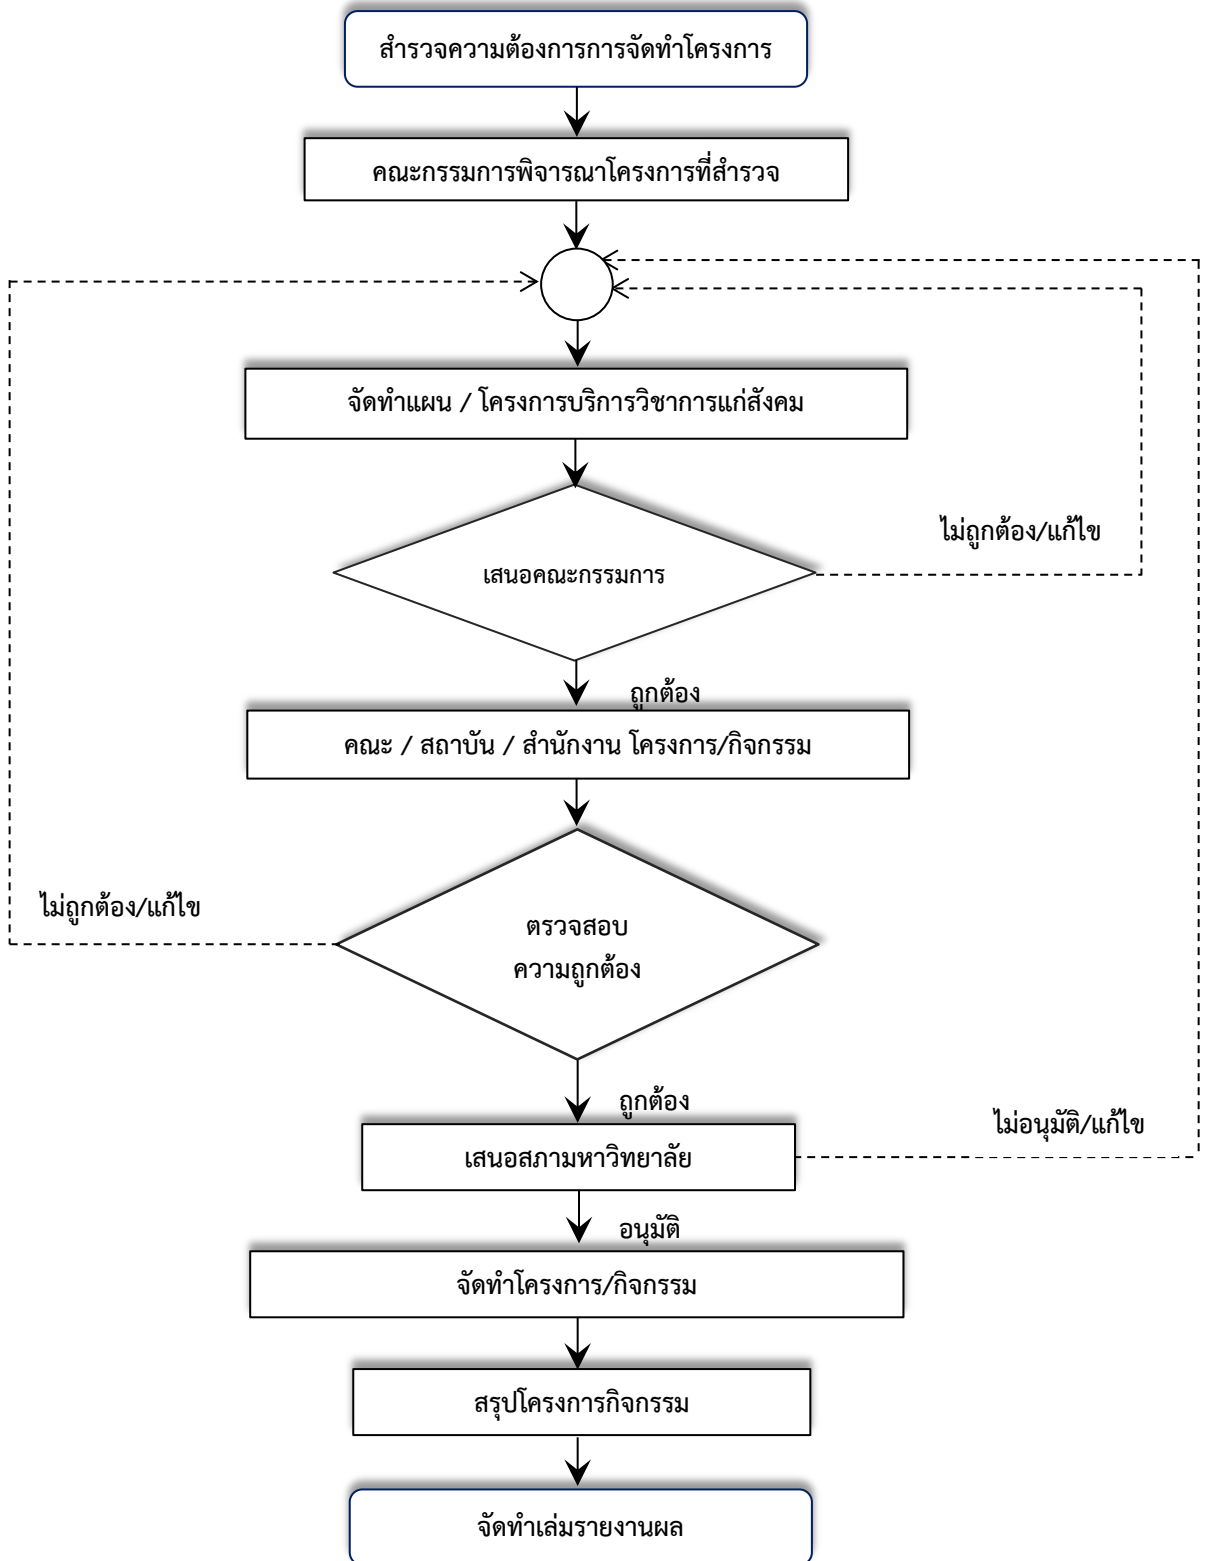 สำรวจความต้องการการจัดทำโครงการ
คณะกรรมการพิจารณาโครงการที่สำรวจ
จัดทำแผน / โครงการบริการวิชาการแก่สังคม
ไม่ถูกต้อง/แก้ไข
เสนอคณะกรรมการ
ถูกต้อง
คณะ / สถาบัน / สำนักงาน โครงการ/กิจกรรม
ไม่ถูกต้อง/แก้ไข
ตรวจสอบ
ความถูกต้อง
ถูกต้อง
ไม่อนุมัติ/แก้ไข
เสนอสภามหาวิทยาลัย
อนุมัติ
จัดทำโครงการ/กิจกรรม
สรุปโครงการกิจกรรม
จัดทำเล่มรายงานผล